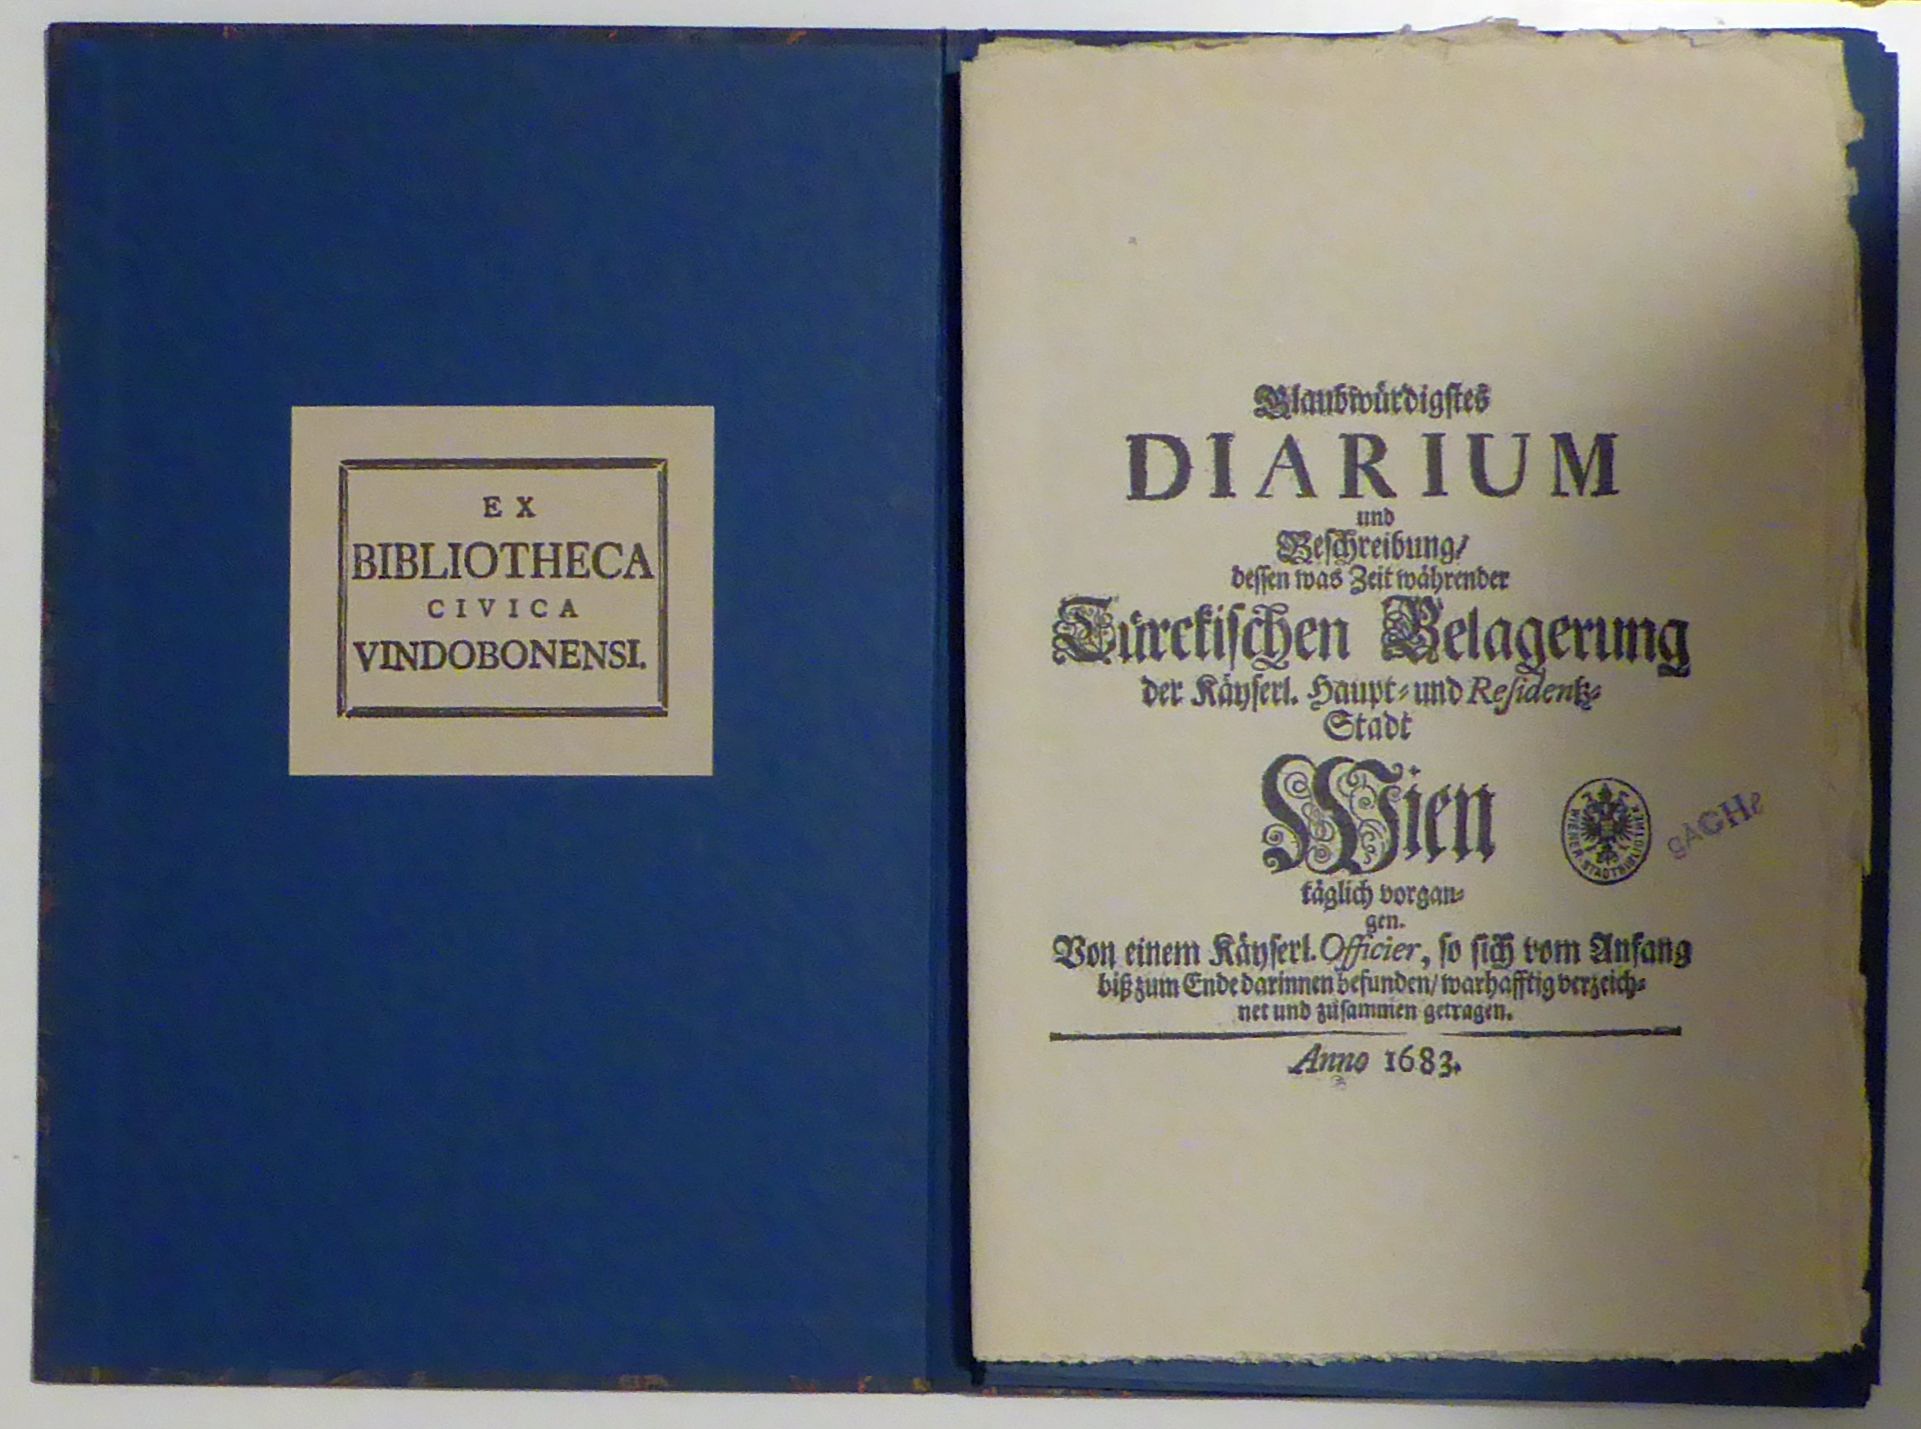 EX
BIBLIOTHECA
CIVICA
VINDOBONENSI.
Glaubwürdigstes
DIARIUM
und
Beschreibung/
dessen was Zeit währender
Türckischen Belagerung
der Käyserl. Haupt- und Residentz-
Stadt
Wien
täglich vorgan-
gen.
Von einem Käyserl. Officier, so sich vom Anfang
biß zum Ende darinnen befunden/ warhafftig verzeich-
net und zusammen getragen.
Anno 1683.
WIENER STADTBIBLIOTHEK